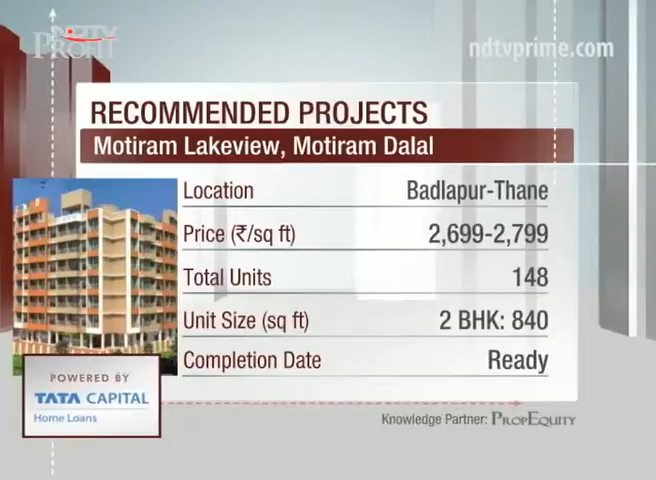 NDTV
PROFIT
ndtvprime.com
RECOMMENDED PROJECTS
Motiram Lakeview, Motiram Dalal
Location Badlapur-Thane
Price (₹/sq ft) 2,699-2,799
Total Units 148
Unit Size (sq ft) 2 BHK: 840
Completion Date Ready
POWERED BY
TATA CAPITAL
Home Loans
Knowledge Partner: PROPEQUITY